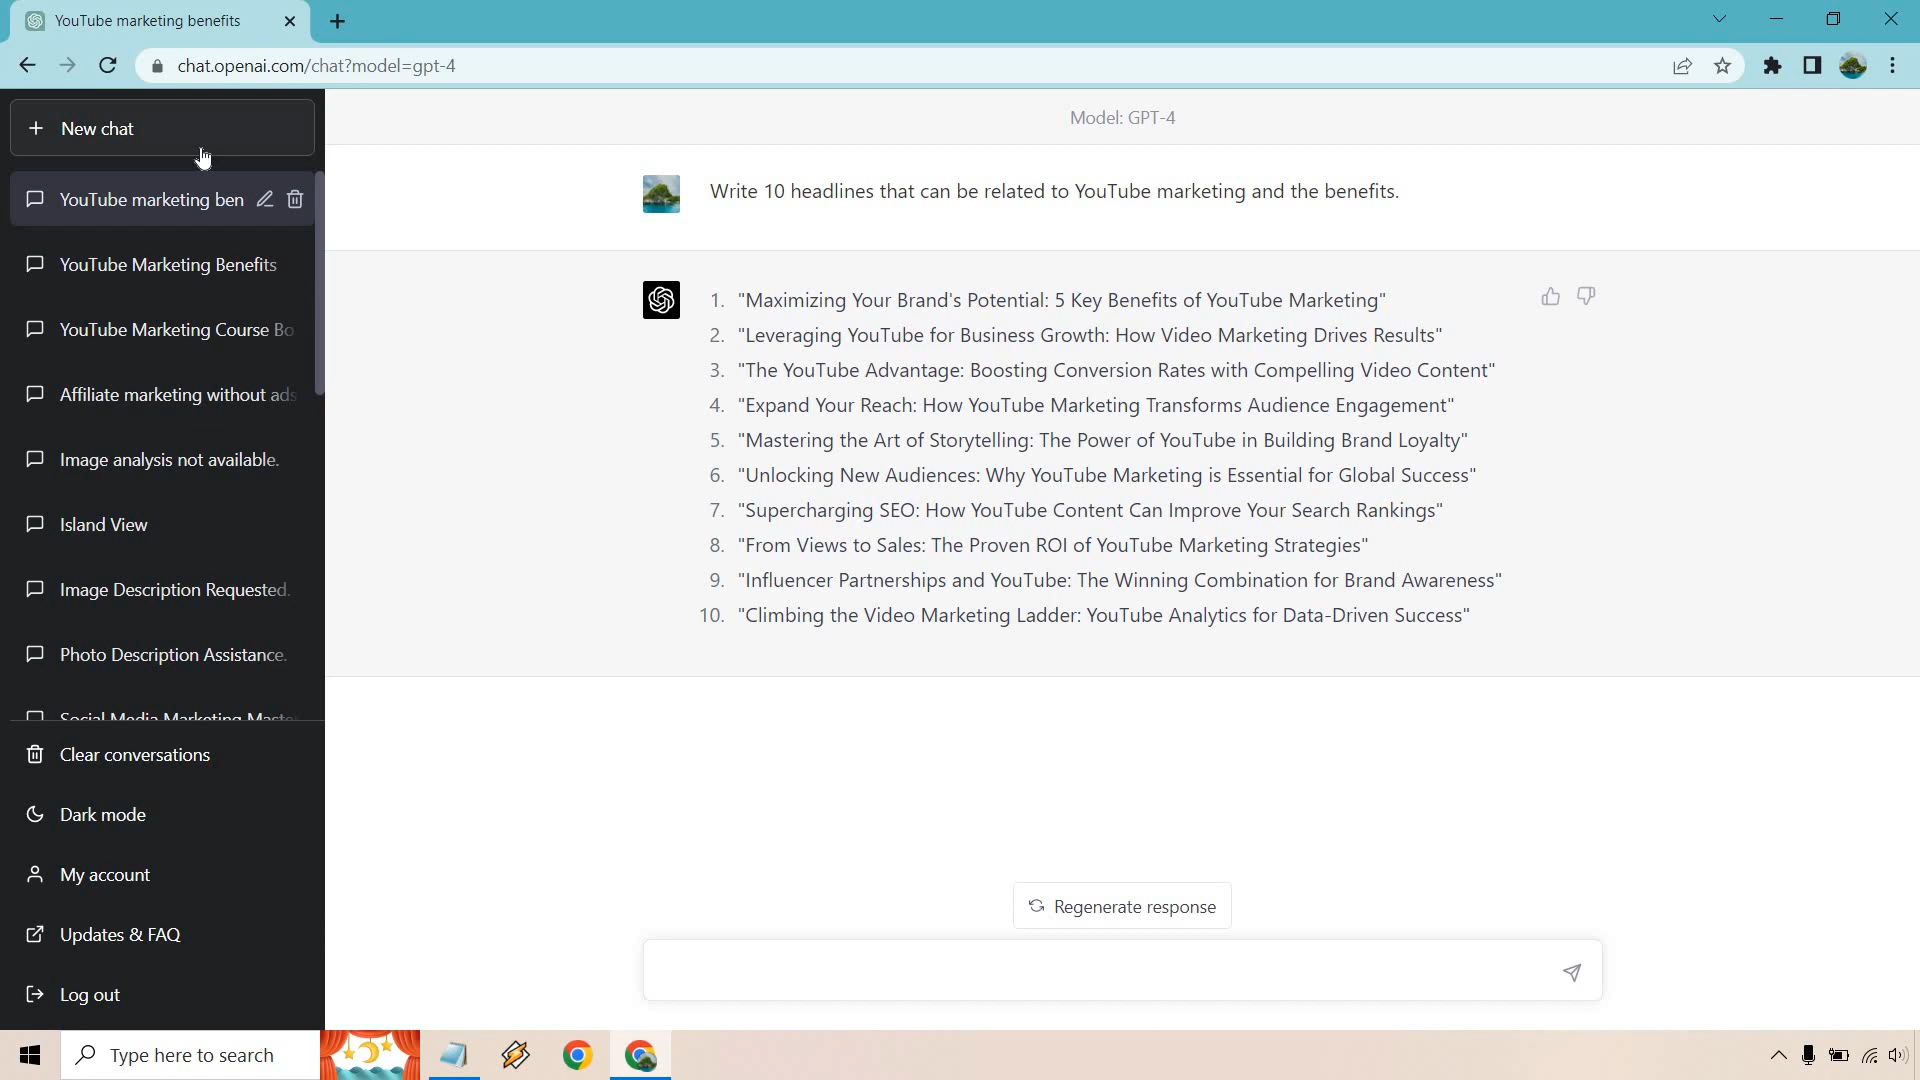 YouTube marketing benefits
chat.openai.com/chat?model=gpt-4
New chat
YouTube marketing ben
YouTube Marketing Benefits
YouTube Marketing Course Bo
Affiliate marketing without ads
Image analysis not available.
Island View
Image Description Requested.
Photo Description Assistance.
Social Media Marketing Maste
Clear conversations
Dark mode
My account
Updates & FAQ
Log out
Model: GPT-4
Write 10 headlines that can be related to YouTube marketing and the benefits.
1. "Maximizing Your Brand's Potential: 5 Key Benefits of YouTube Marketing"
2. "Leveraging YouTube for Business Growth: How Video Marketing Drives Results"
3. "The YouTube Advantage: Boosting Conversion Rates with Compelling Video Content"
4. "Expand Your Reach: How YouTube Marketing Transforms Audience Engagement"
5. "Mastering the Art of Storytelling: The Power of YouTube in Building Brand Loyalty"
6. "Unlocking New Audiences: Why YouTube Marketing is Essential for Global Success"
7. "Supercharging SEO: How YouTube Content Can Improve Your Search Rankings"
8. "From Views to Sales: The Proven ROI of YouTube Marketing Strategies"
9. "Influencer Partnerships and YouTube: The Winning Combination for Brand Awareness"
10. "Climbing the Video Marketing Ladder: YouTube Analytics for Data-Driven Success"
Regenerate response
Type here to search